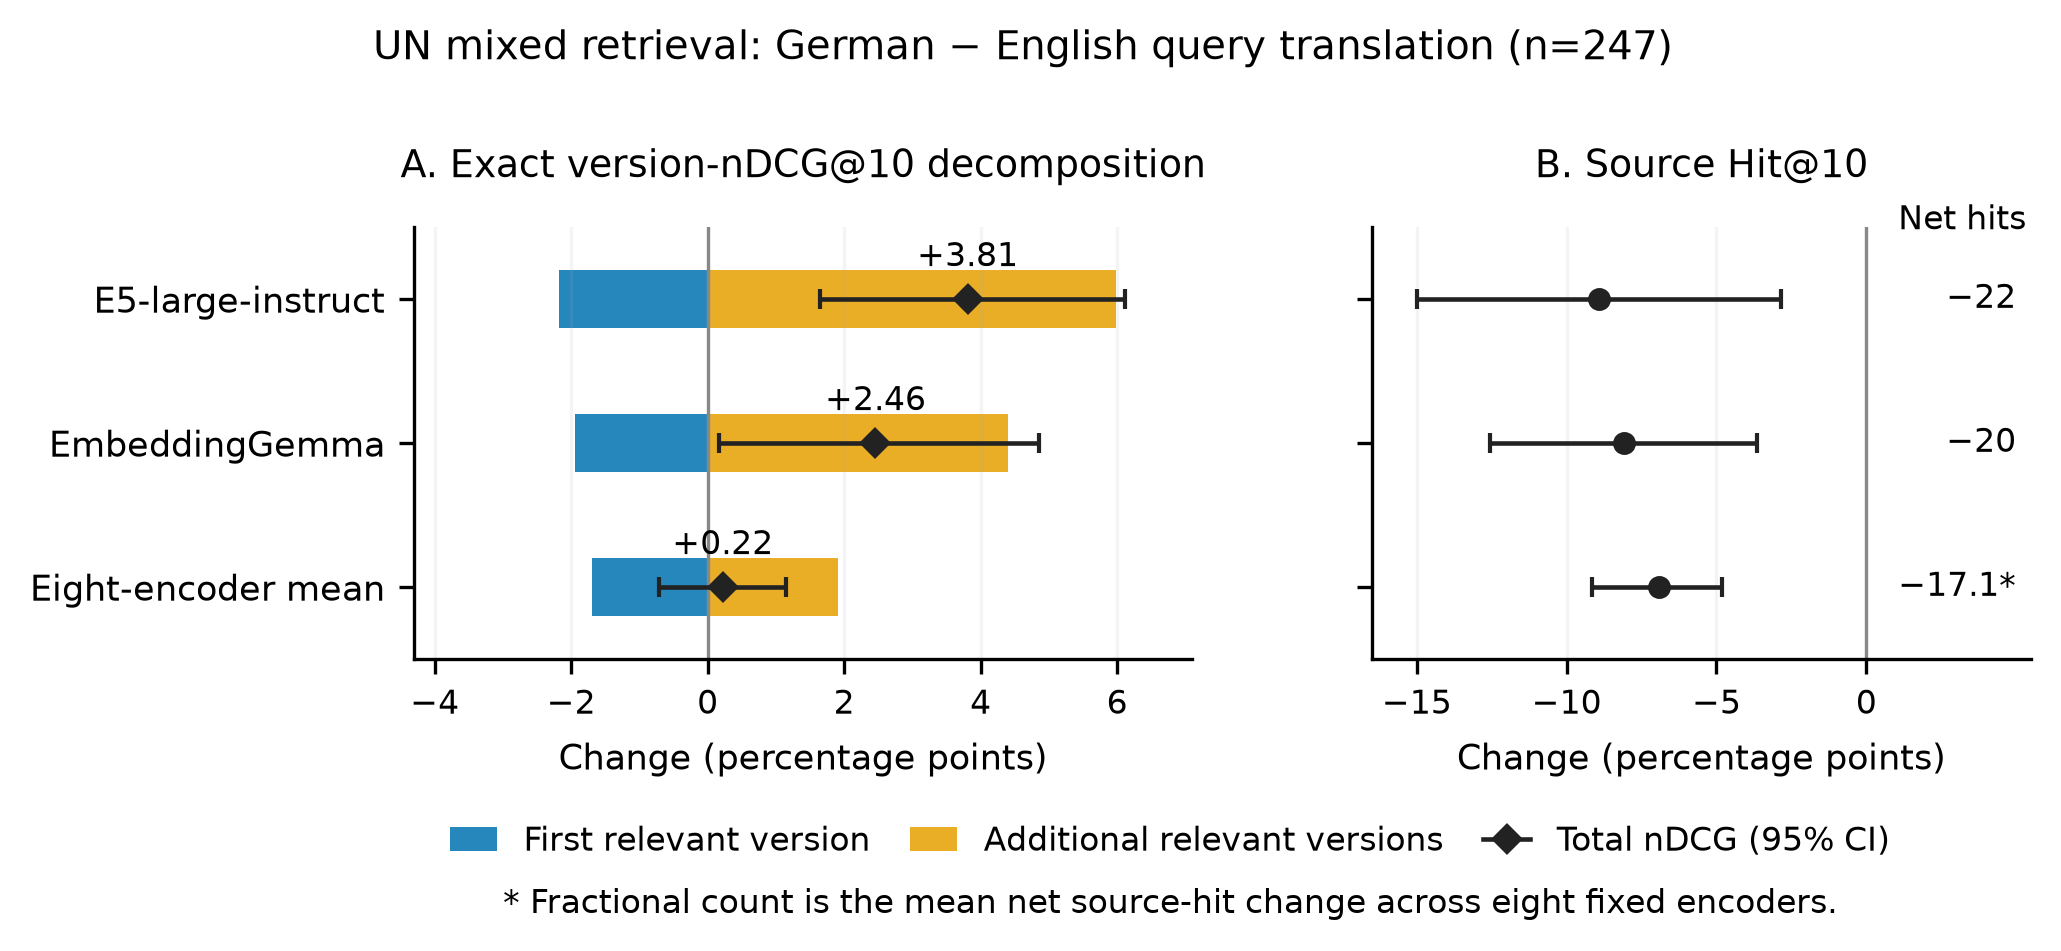 UN mixed retrieval: German − English query translation (n=247)
A. Exact version-nDCG@10 decomposition
E5-large-instruct
EmbeddingGemma
Eight-encoder mean
+3.81
+2.46
+0.22
−4 −2 0 2 4 6
Change (percentage points)
B. Source Hit@10
Net hits
−22
−20
−17.1*
−15 −10 −5 0
Change (percentage points)
First relevant version Additional relevant versions Total nDCG (95% CI)
* Fractional count is the mean net source-hit change across eight fixed encoders.